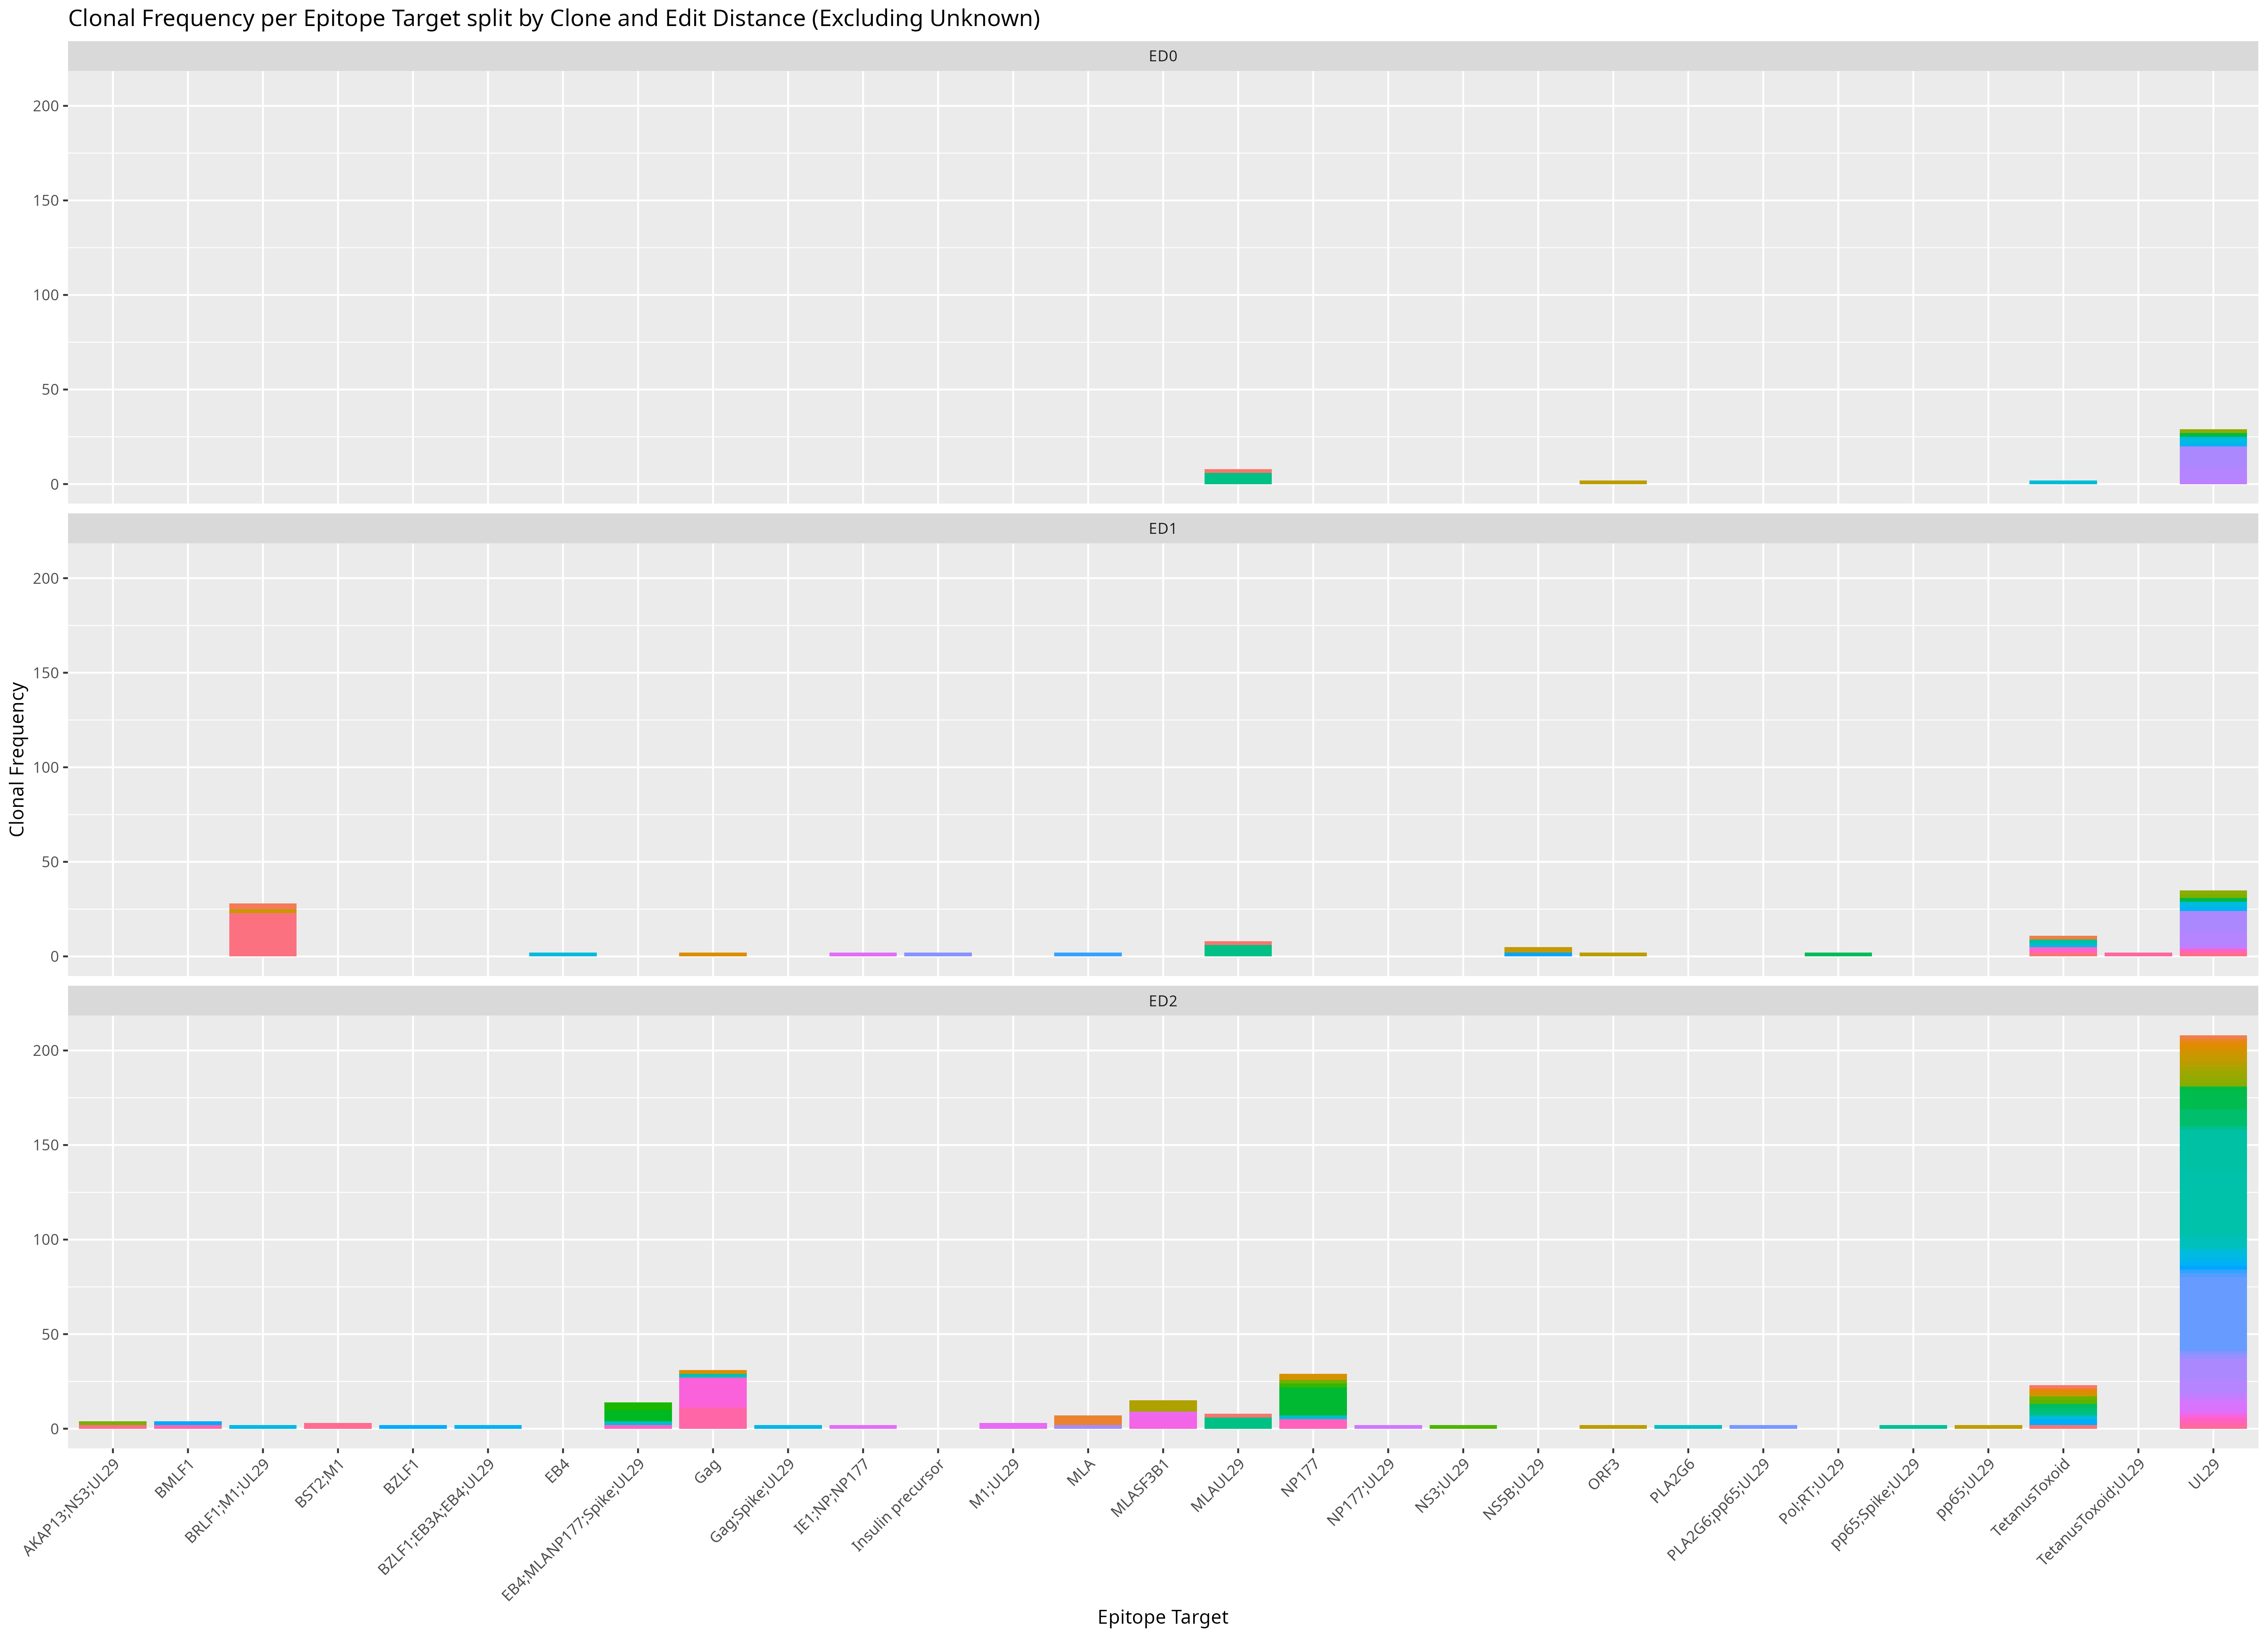 Clonal Frequency per Epitope Target split by Clone and Edit Distance (Excluding Unknown)
ED0
200
150
100
50
0
ED1
200
150
100
50
0
Clonal Frequency
ED2
200
150
100
50
0
AKAP13;NS3;UL29
BMLF1
BRLF1;M1;UL29
BST2;M1
BZLF1
BZLF1;EB3A;EB4;UL29
EB4
EB4;MLANP177;Spike;UL29
Gag
Gag;Spike;UL29
IE1;NP;NP177
Insulin precursor
M1;UL29
MLA
MLASF3B1
MLAUL29
NP177
NP177;UL29
NS3;UL29
NS5B;UL29
ORF3
PLA2G6
PLA2G6;pp65;UL29
Pol;RT;UL29
pp65;Spike;UL29
pp65;UL29
TetanusToxoid
TetanusToxoid;UL29
UL29
Epitope Target